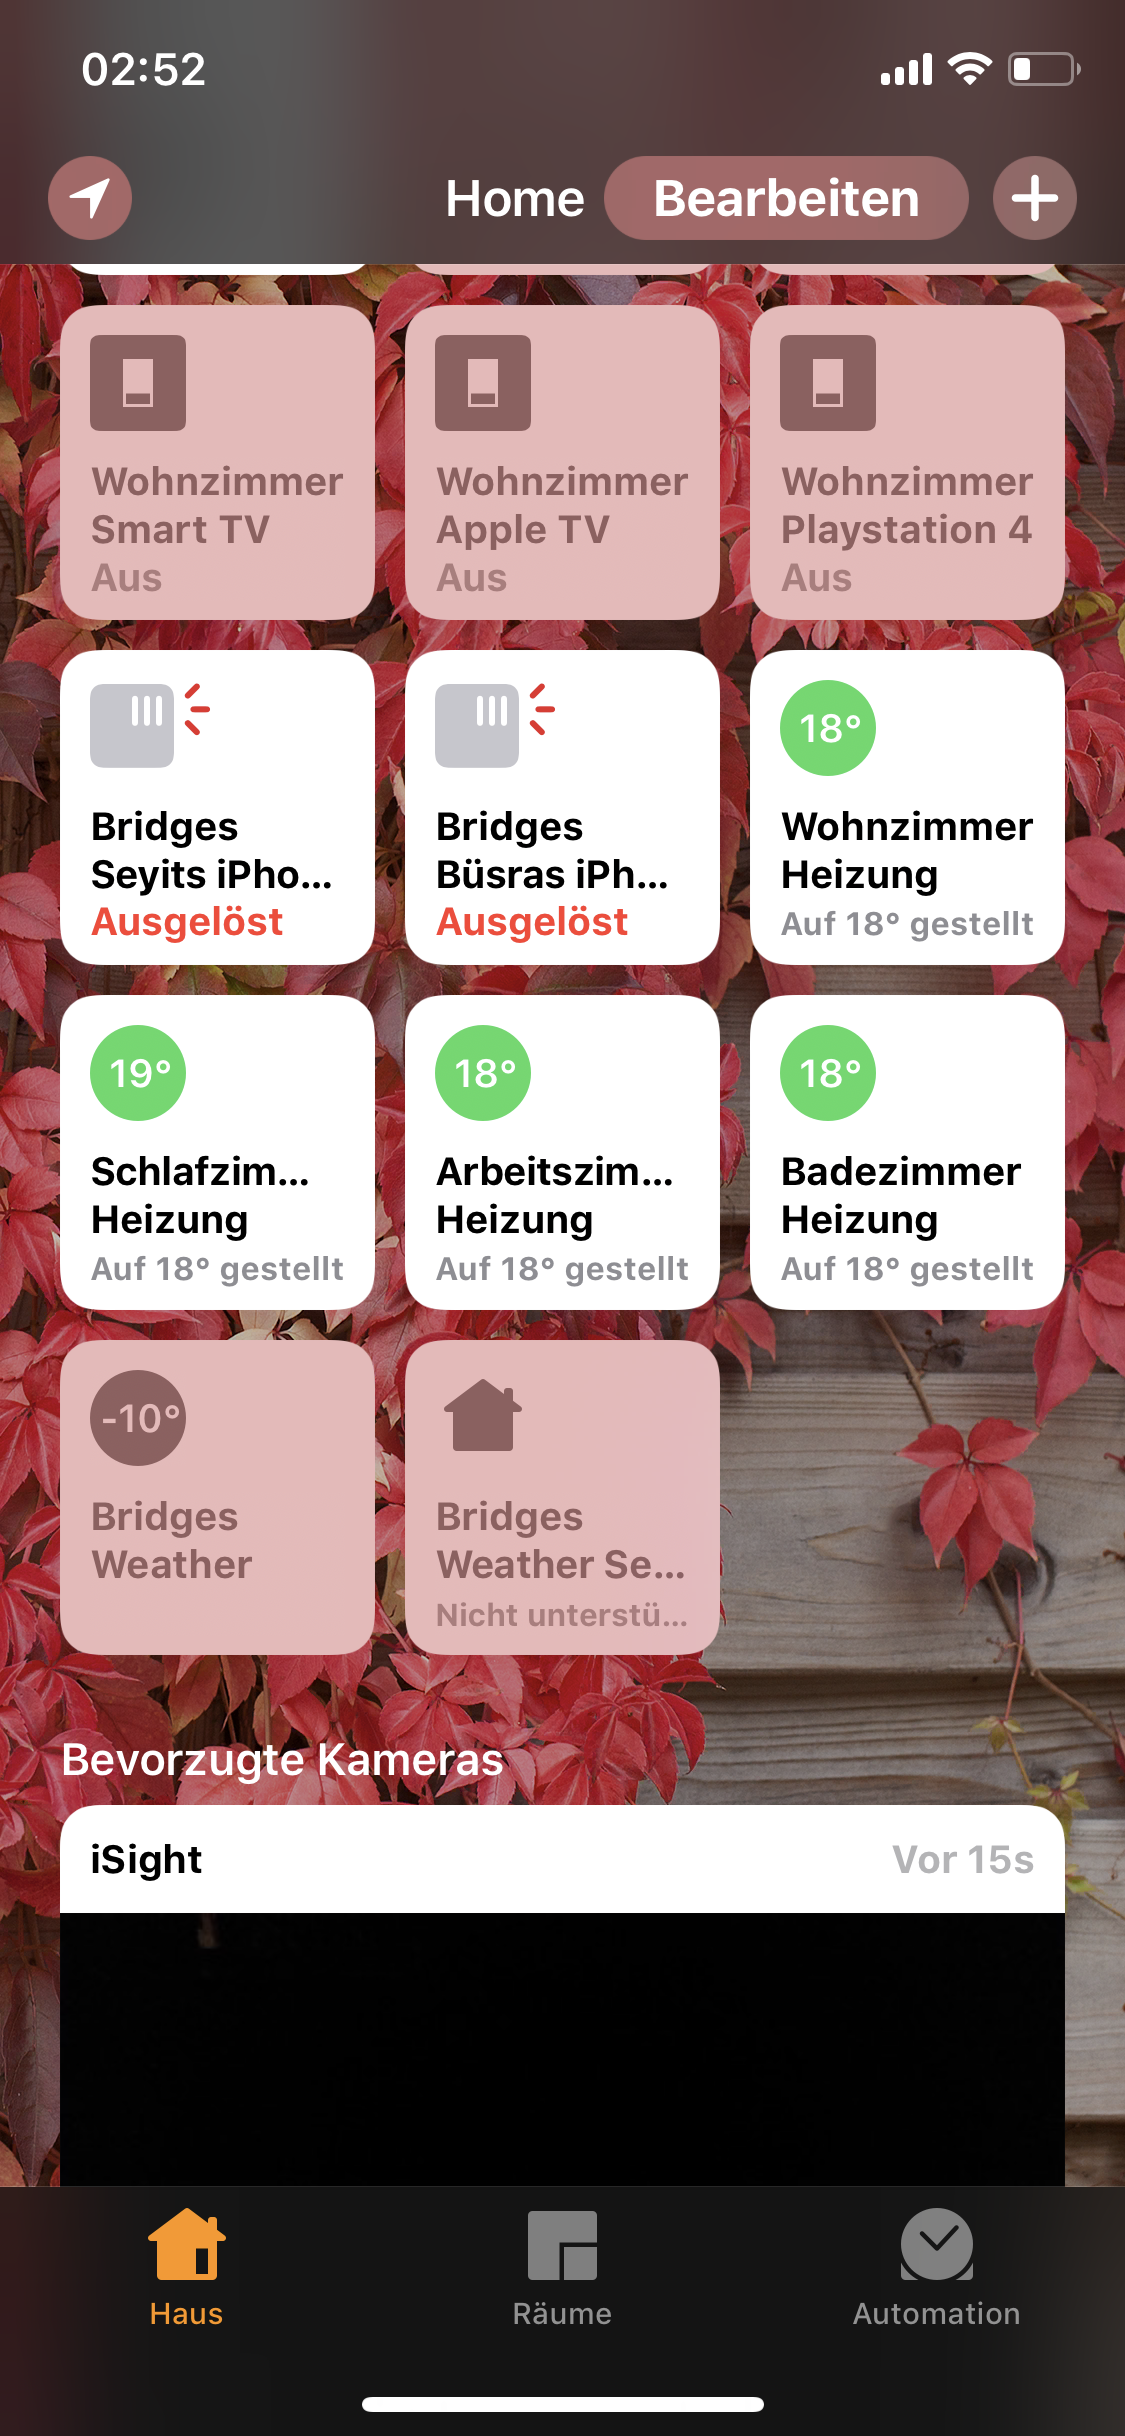 02:52
Home
Bearbeiten
Wohnzimmer
Smart TV
Aus
Wohnzimmer
Apple TV
Aus
Wohnzimmer
Playstation 4
Aus
Bridges
Seyits iPho...
Ausgelöst
Bridges
Büsras iPh...
Ausgelöst
18°
Wohnzimmer
Heizung
Auf 18° gestellt
19°
Schlafzim...
Heizung
Auf 18° gestellt
18°
Arbeitszim...
Heizung
Auf 18° gestellt
18°
Badezimmer
Heizung
Auf 18° gestellt
-10°
Bridges
Weather
Bridges
Weather Se...
Nicht unterstü...
Bevorzugte Kameras
iSight
Vor 15s
Haus
Räume
Automation